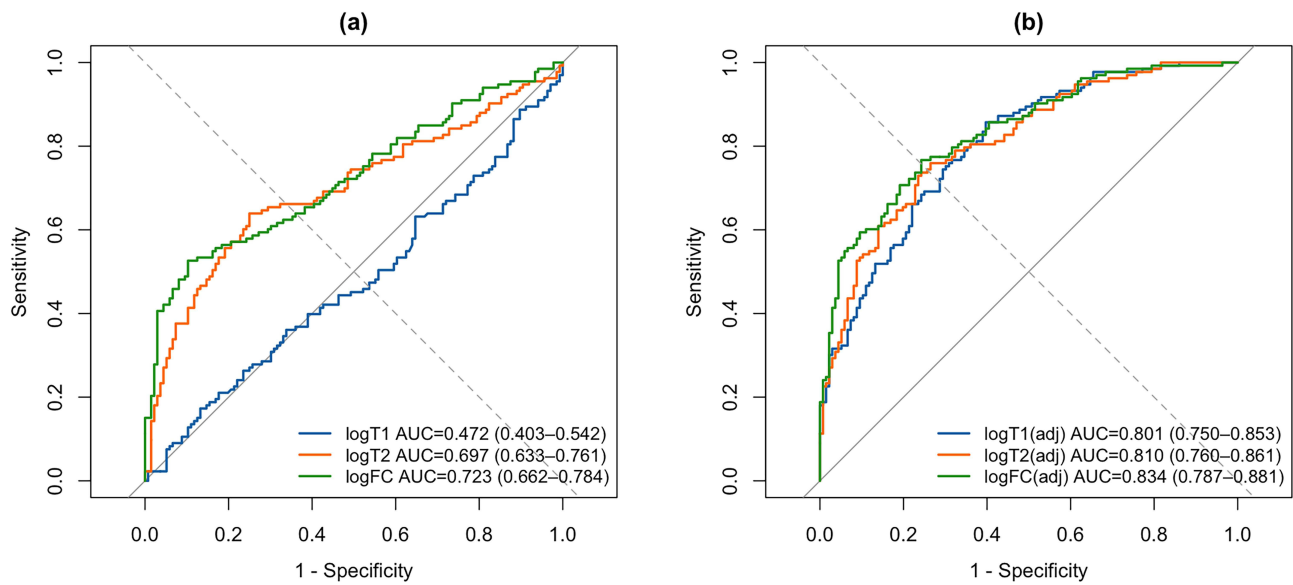 (a)
Sensitivity
1.0
0.8
0.6
0.4
0.2
0.0
logT1 AUC=0.472 (0.403–0.542)
logT2 AUC=0.697 (0.633–0.761)
logFC AUC=0.723 (0.662–0.784)
0.0 0.2 0.4 0.6 0.8 1.0
1 - Specificity
(b)
Sensitivity
1.0
0.8
0.6
0.4
0.2
0.0
logT1(adj) AUC=0.801 (0.750–0.853)
logT2(adj) AUC=0.810 (0.760–0.861)
logFC(adj) AUC=0.834 (0.787–0.881)
0.0 0.2 0.4 0.6 0.8 1.0
1 - Specificity